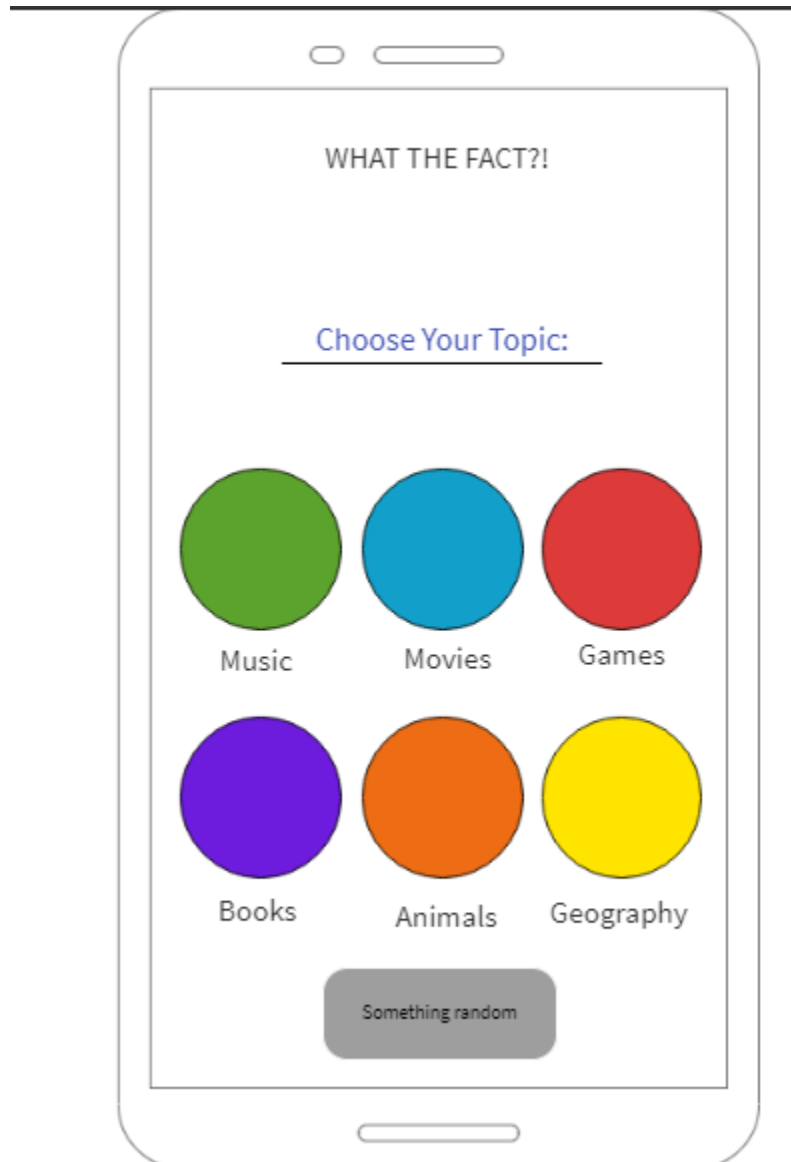 WHAT THE FACT?!
Choose Your Topic:
Music Movies Games
Books Animals Geography
Something random